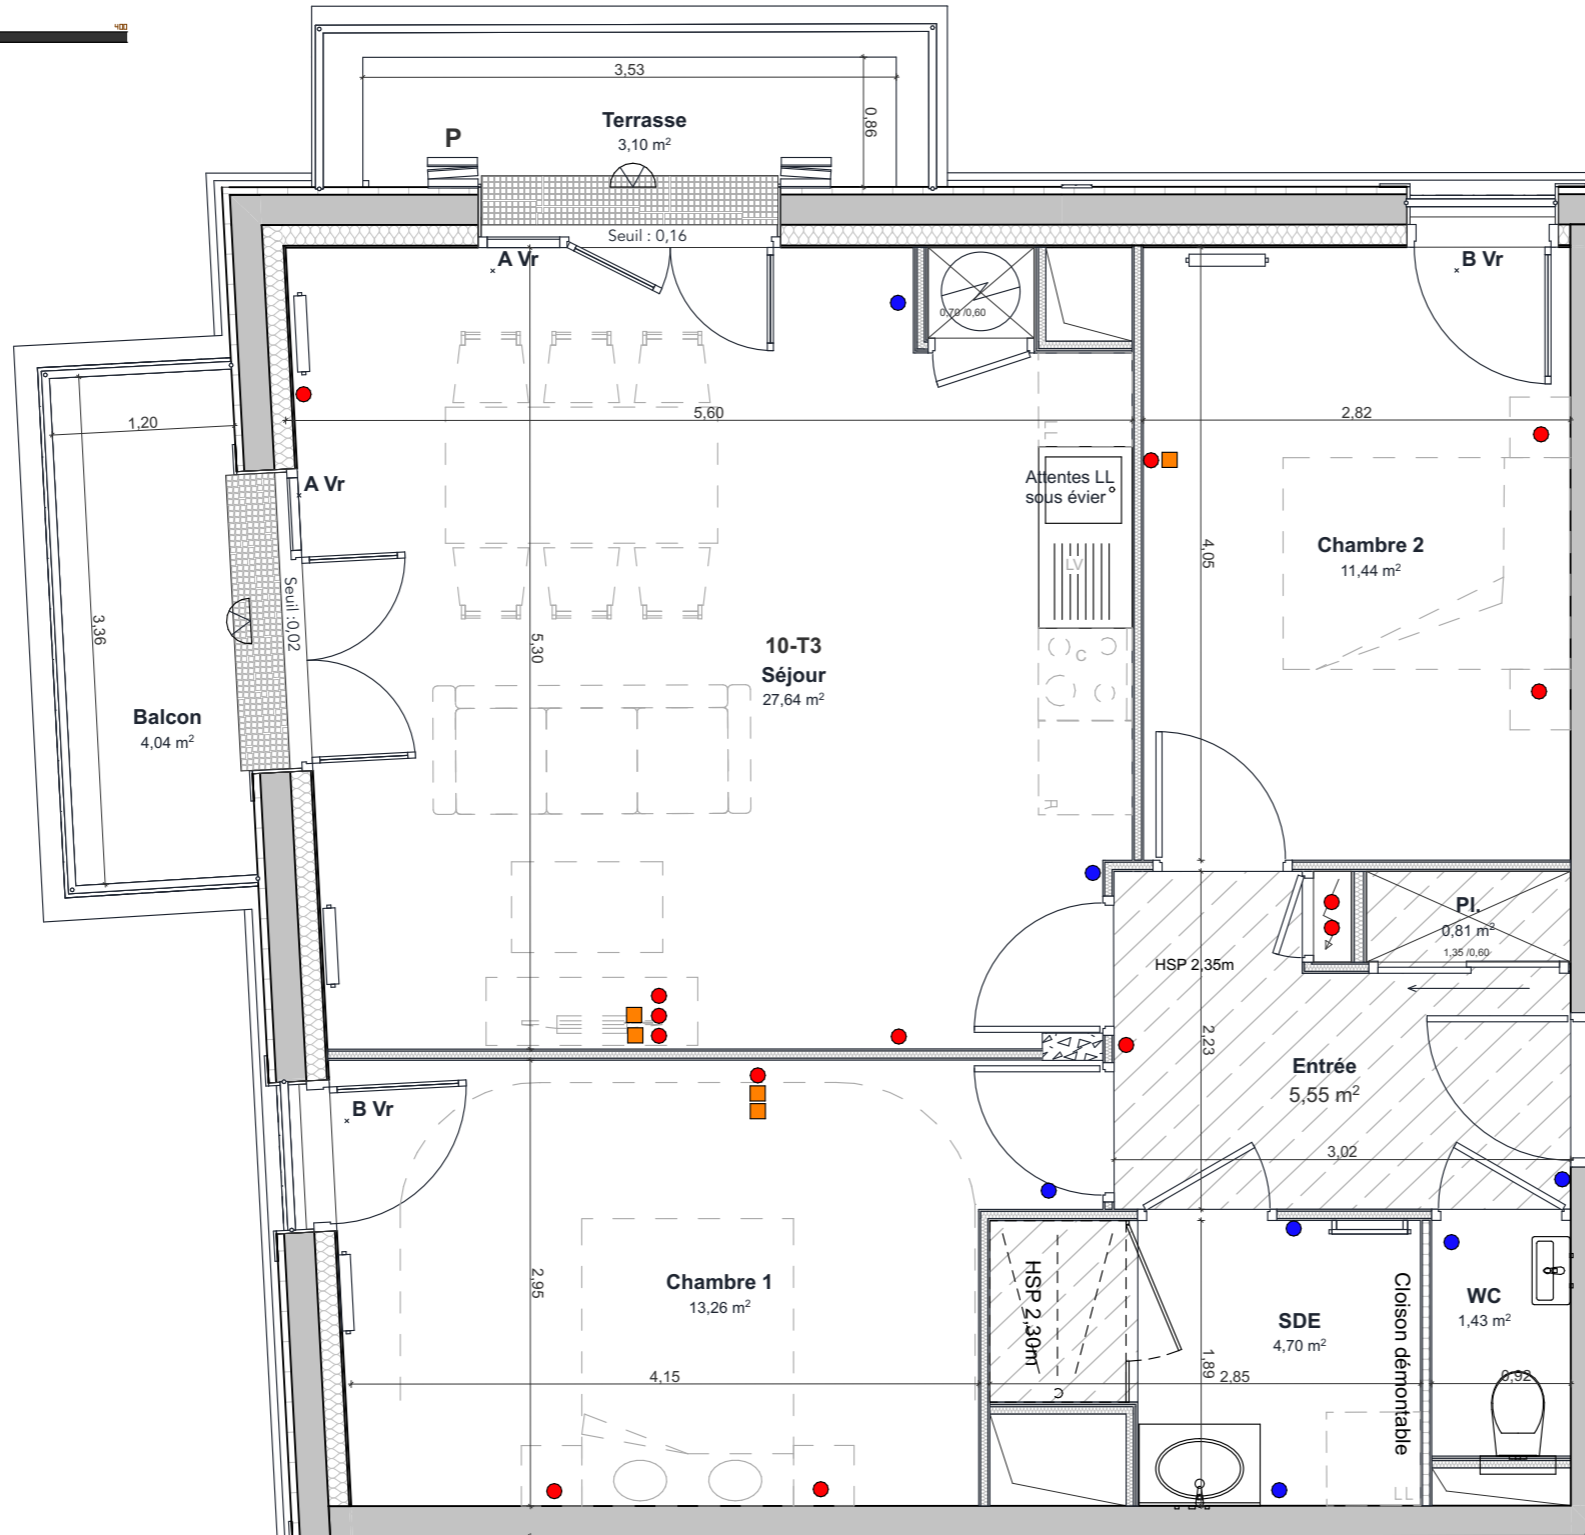 400
3,53
Terrasse
3,10 m²
P
0,86
Seuil : 0,16
A Vr
B Vr
0,70 /0,60
1,20
5,60
2,82
A Vr
Attentes LL
sous évier
LV
4,05
Chambre 2
11,44 m²
Seuil :0,02
3,36
5,30
10-T3
Séjour
27,64 m²
C
Balcon
4,04 m²
Pl.
0,81 m²
1,35 /0,60
HSP 2,35m
2,23
Entrée
5,55 m²
B Vr
3,02
2,95
Chambre 1
13,26 m²
HSP 2,30m
SDE
4,70 m²
Cloison démontable
WC
1,43 m²
4,15
1,89
2,85
0,92
LL